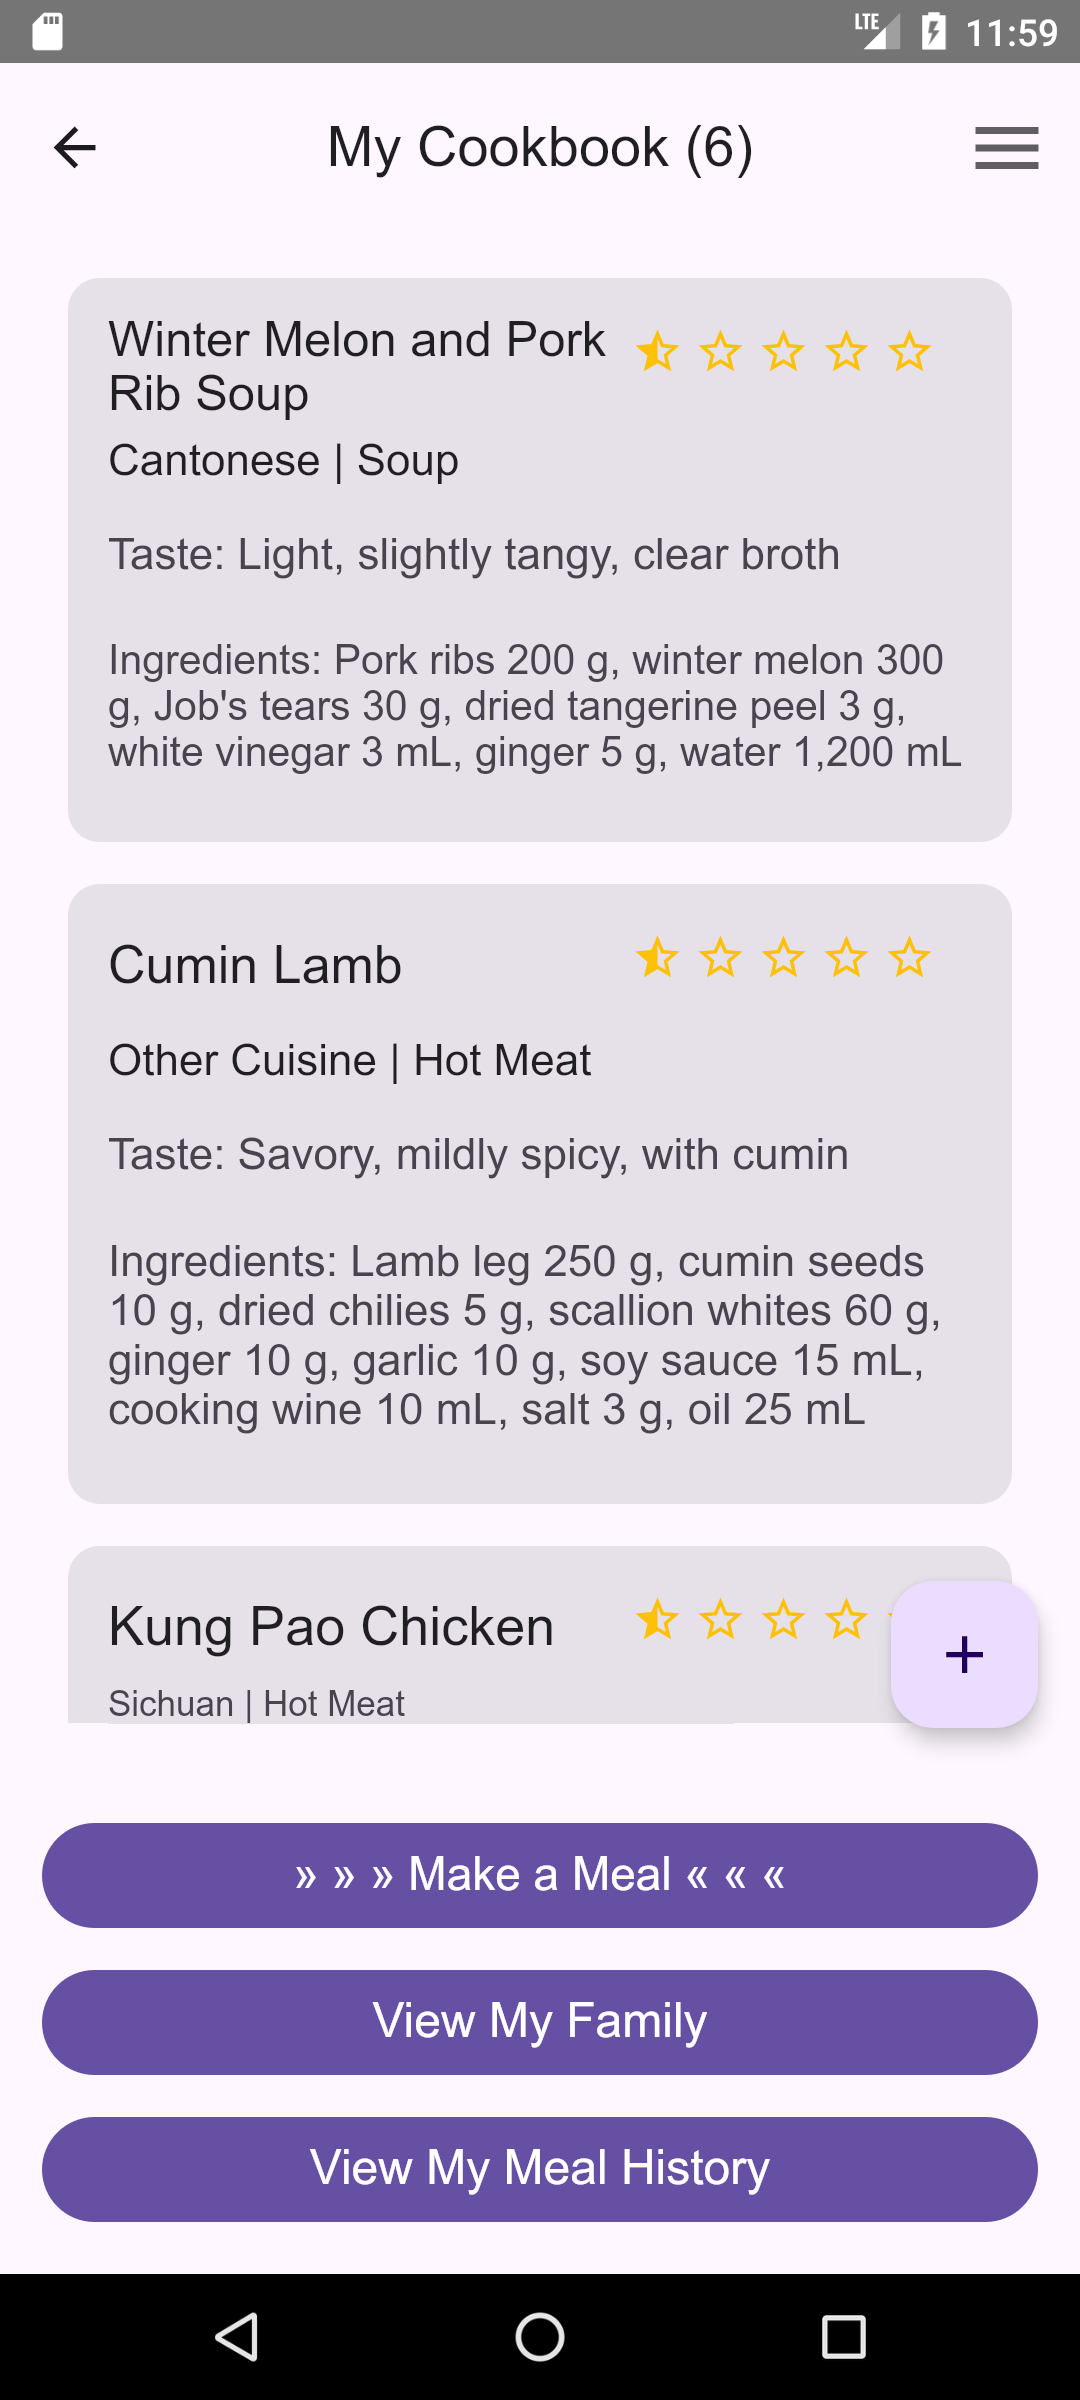 LTE 11:59
My Cookbook (6)
Winter Melon and Pork
Rib Soup
Cantonese | Soup
Taste: Light, slightly tangy, clear broth
Ingredients: Pork ribs 200 g, winter melon 300
g, Job's tears 30 g, dried tangerine peel 3 g,
white vinegar 3 mL, ginger 5 g, water 1,200 mL
Cumin Lamb
Other Cuisine | Hot Meat
Taste: Savory, mildly spicy, with cumin
Ingredients: Lamb leg 250 g, cumin seeds
10 g, dried chilies 5 g, scallion whites 60 g,
ginger 10 g, garlic 10 g, soy sauce 15 mL,
cooking wine 10 mL, salt 3 g, oil 25 mL
Kung Pao Chicken
Sichuan | Hot Meat
+
» » » Make a Meal « « «
View My Family
View My Meal History